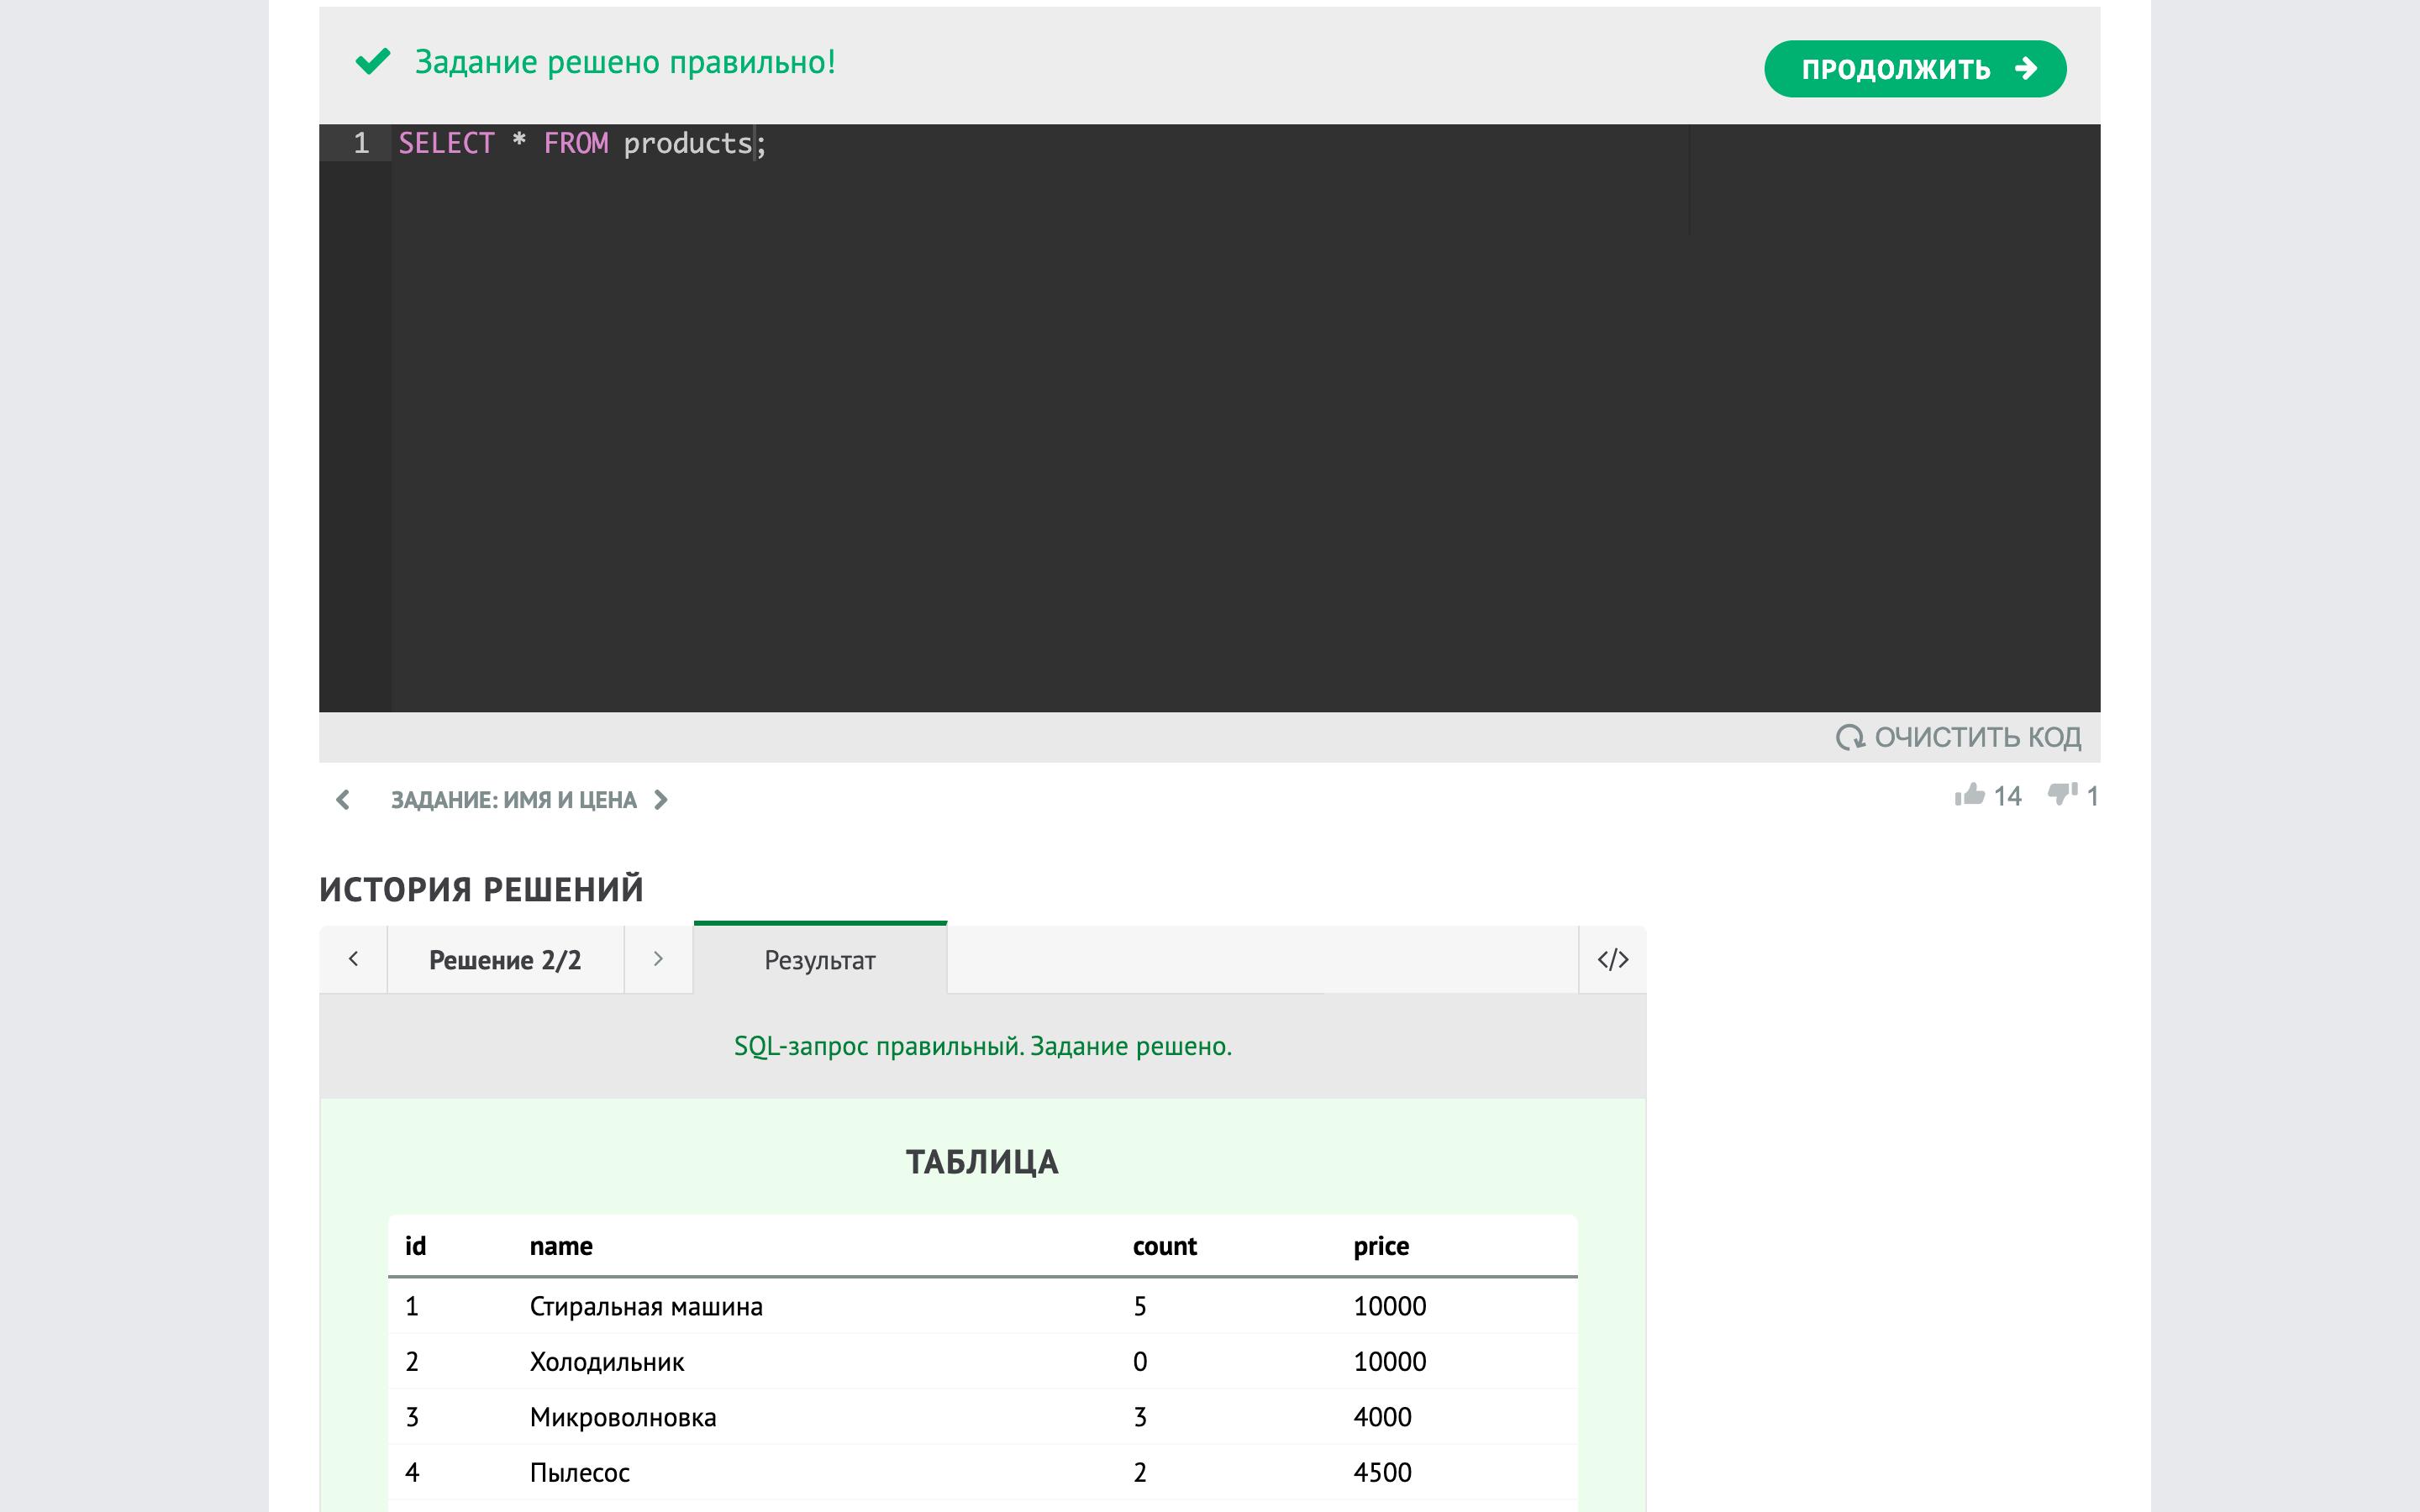 Задание решено правильно!
ПРОДОЛЖИТЬ
1 SELECT * FROM products;
ОЧИСТИТЬ КОД
ЗАДАНИЕ: ИМЯ И ЦЕНА
14 1
ИСТОРИЯ РЕШЕНИЙ
Решение 2/2 Результат </>
SQL-запрос правильный. Задание решено.
ТАБЛИЦА
id name count price
1 Стиральная машина 5 10000
2 Холодильник 0 10000
3 Микроволновка 3 4000
4 Пылесос 2 4500